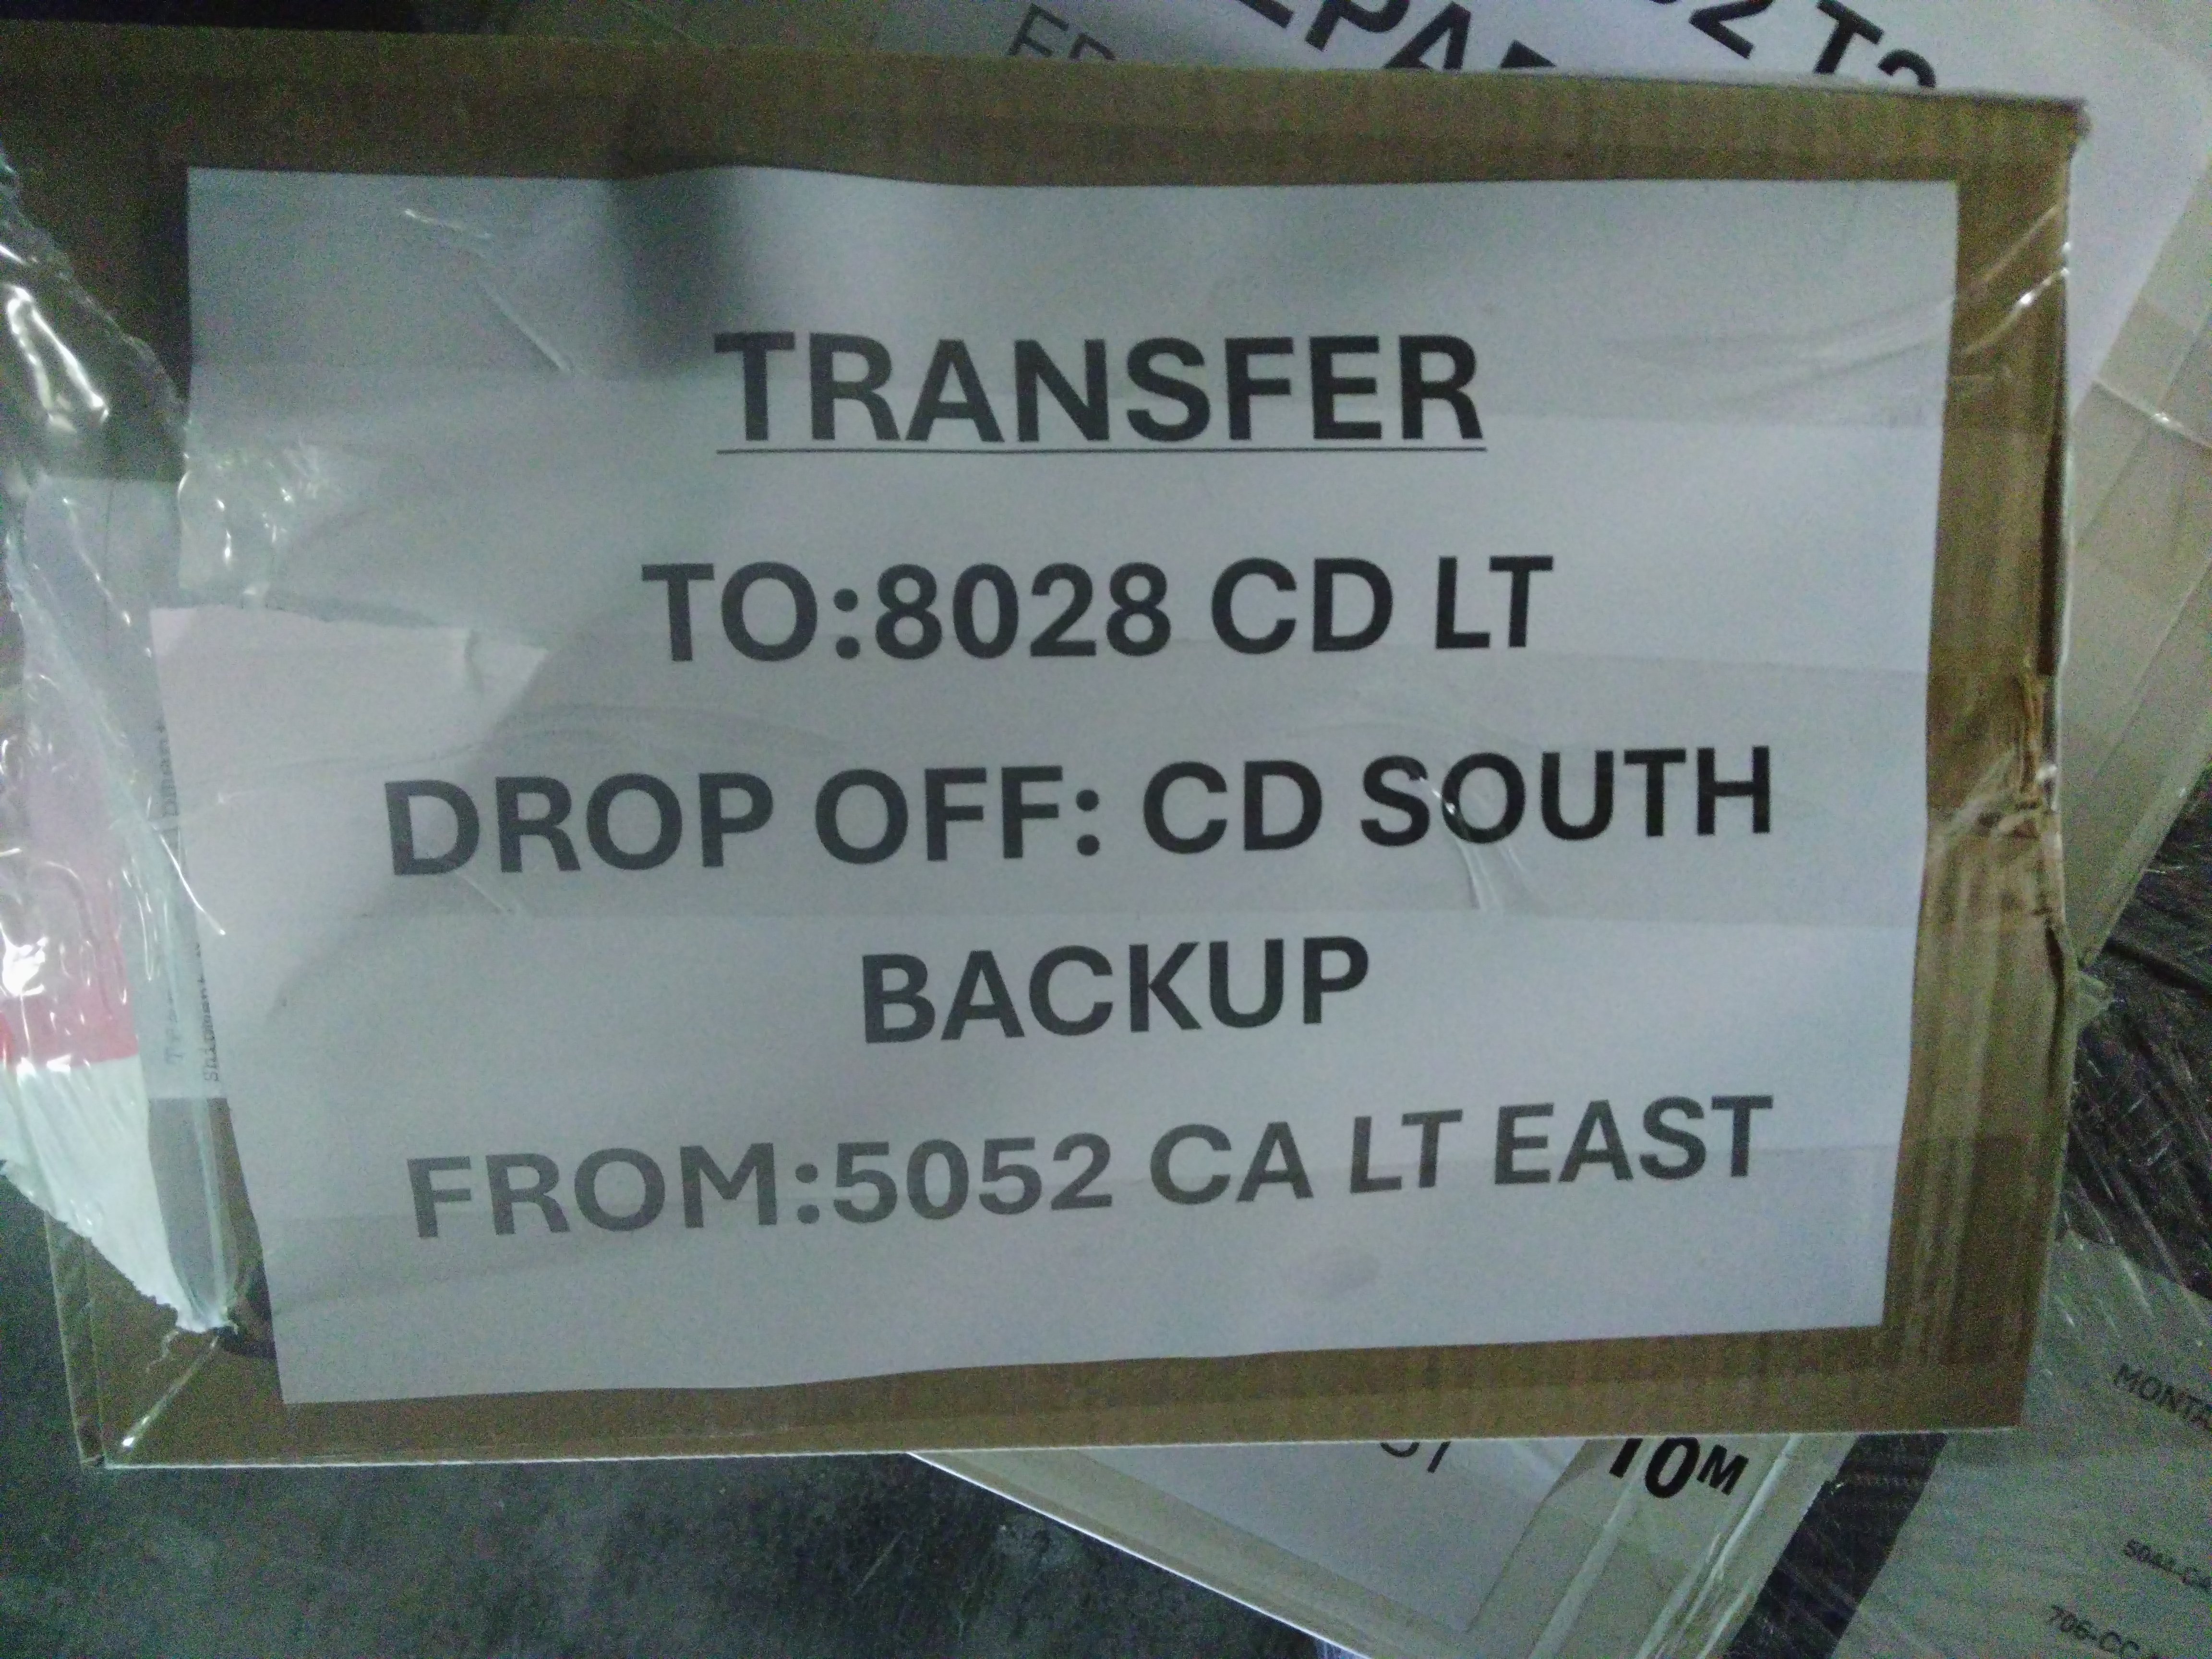 TRANSFER
TO:8028 CD LT
DROP OFF: CD SOUTH
BACKUP
FROM:5052 CA LT EAST
10M